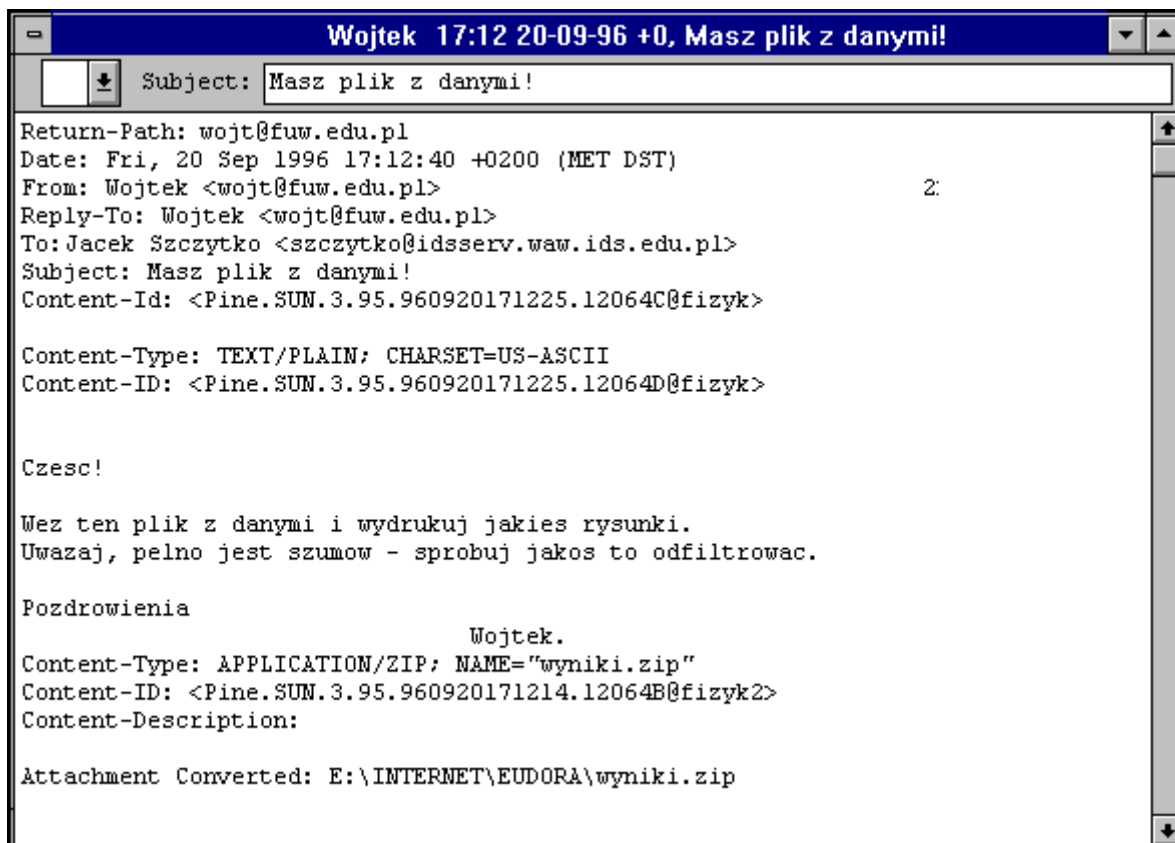 Wojtek  17:12 20-09-96 +0, Masz plik z danymi!
Subject: Masz plik z danymi!
Return-Path: wojt@fuw.edu.pl
Date: Fri, 20 Sep 1996 17:12:40 +0200 (MET DST)
From: Wojtek <wojt@fuw.edu.pl> 2:
Reply-To: Wojtek <wojt@fuw.edu.pl>
To:Jacek Szczytko <szczytko@idsserv.waw.ids.edu.pl>
Subject: Masz plik z danymi!
Content-Id: <Pine.SUN.3.95.960920171225.12064C@fizyk>
Content-Type: TEXT/PLAIN; CHARSET=US-ASCII
Content-ID: <Pine.SUN.3.95.960920171225.12064D@fizyk>
Czesc!
Wez ten plik z danymi i wydrukuj jakies rysunki.
Uwazaj, pelno jest szumow - sprobuj jakos to odfiltrowac.
Pozdrowienia
Wojtek.
Content-Type: APPLICATION/ZIP; NAME="wyniki.zip"
Content-ID: <Pine.SUN.3.95.960920171214.12064B@fizyk2>
Content-Description:
Attachment Converted: E:\INTERNET\EUDORA\wyniki.zip